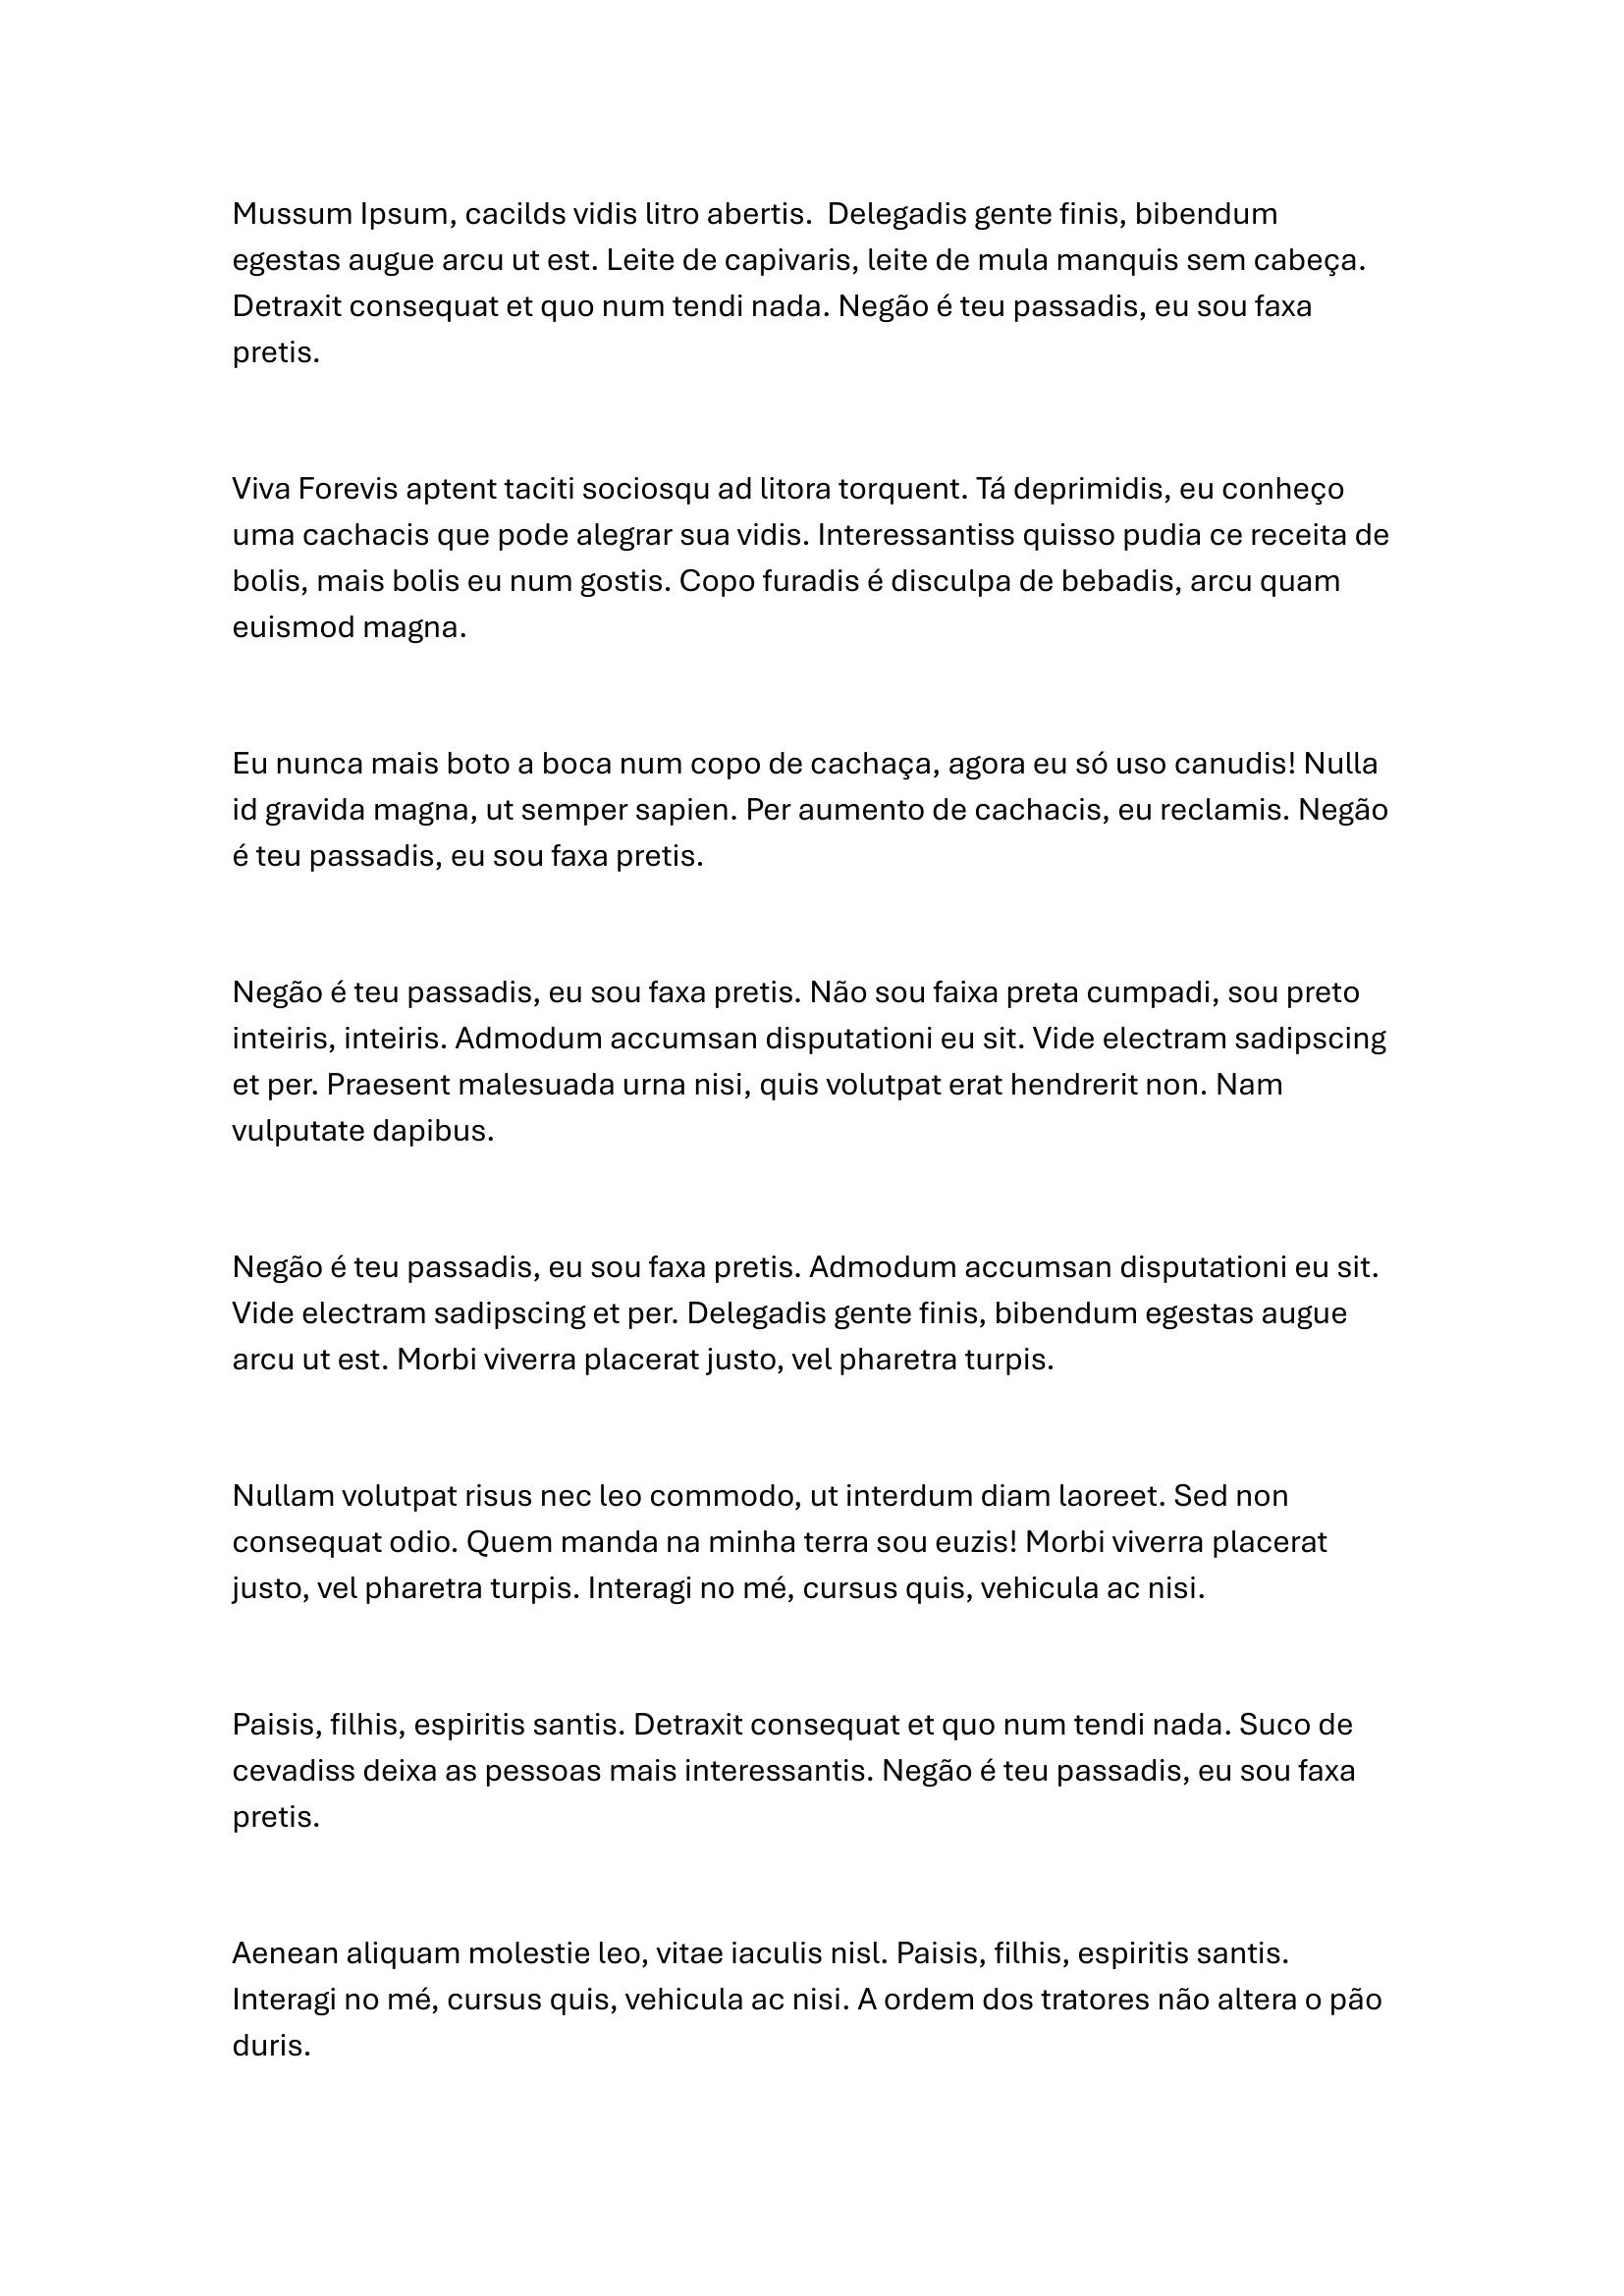 Mussum Ipsum, cacilds vidis litro abertis.  Delegadis gente finis, bibendum
egestas augue arcu ut est. Leite de capivaris, leite de mula manquis sem cabeça.
Detraxit consequat et quo num tendi nada. Negão é teu passadis, eu sou faxa
pretis.
Viva Forevis aptent taciti sociosqu ad litora torquent. Tá deprimidis, eu conheço
uma cachacis que pode alegrar sua vidis. Interessantiss quisso pudia ce receita de
bolis, mais bolis eu num gostis. Copo furadis é disculpa de bebadis, arcu quam
euismod magna.
Eu nunca mais boto a boca num copo de cachaça, agora eu só uso canudis! Nulla
id gravida magna, ut semper sapien. Per aumento de cachacis, eu reclamis. Negão
é teu passadis, eu sou faxa pretis.
Negão é teu passadis, eu sou faxa pretis. Não sou faixa preta cumpadi, sou preto
inteiris, inteiris. Admodum accumsan disputationi eu sit. Vide electram sadipscing
et per. Praesent malesuada urna nisi, quis volutpat erat hendrerit non. Nam
vulputate dapibus.
Negão é teu passadis, eu sou faxa pretis. Admodum accumsan disputationi eu sit.
Vide electram sadipscing et per. Delegadis gente finis, bibendum egestas augue
arcu ut est. Morbi viverra placerat justo, vel pharetra turpis.
Nullam volutpat risus nec leo commodo, ut interdum diam laoreet. Sed non
consequat odio. Quem manda na minha terra sou euzis! Morbi viverra placerat
justo, vel pharetra turpis. Interagi no mé, cursus quis, vehicula ac nisi.
Paisis, filhis, espiritis santis. Detraxit consequat et quo num tendi nada. Suco de
cevadiss deixa as pessoas mais interessantis. Negão é teu passadis, eu sou faxa
pretis.
Aenean aliquam molestie leo, vitae iaculis nisl. Paisis, filhis, espiritis santis.
Interagi no mé, cursus quis, vehicula ac nisi. A ordem dos tratores não altera o pão
duris.